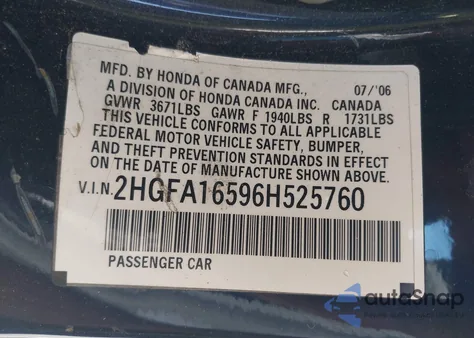 MFD. BY HONDA OF CANADA MFG., 07/'06
A DIVISION OF HONDA CANADA INC. CANADA
GVWR 3671LBS GAWR F 1940LBS R 1731LBS
THIS VEHICLE CONFORMS TO ALL APPLICABLE
FEDERAL MOTOR VEHICLE SAFETY, BUMPER,
AND THEFT PREVENTION STANDARDS IN EFFECT
ON THE DATE OF MANUFACTURE SHOWN ABOVE.
V.I.N. 2HGFA16596H525760
PASSENGER CAR
autoSnap